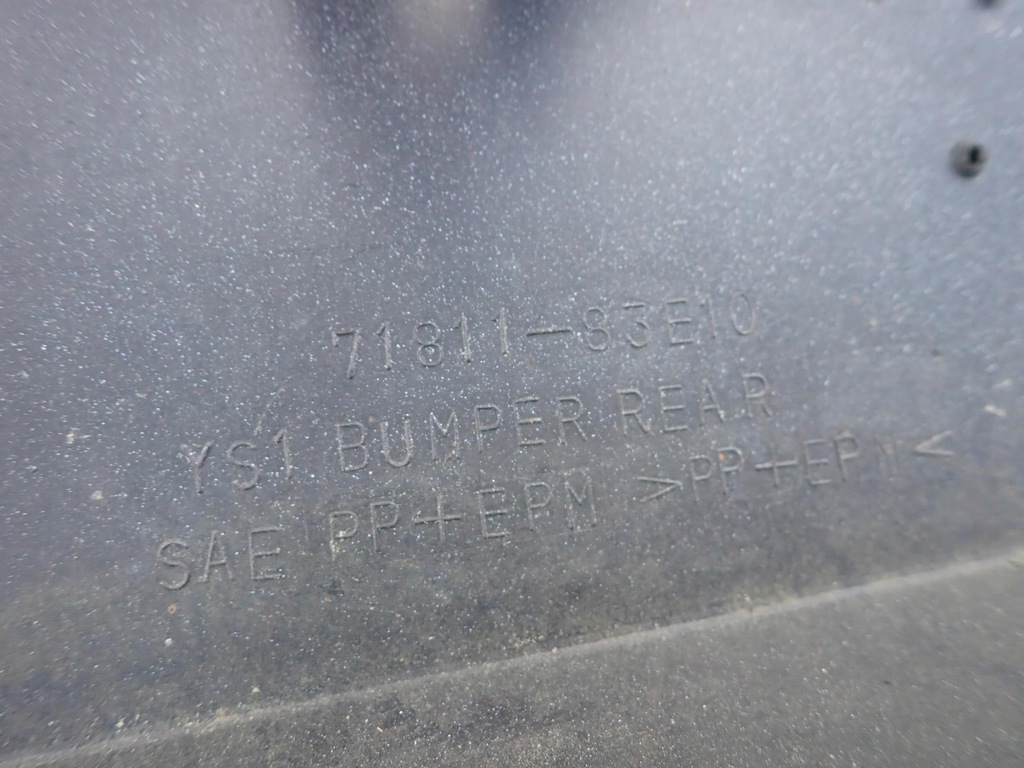 71811-83E10
YS1 BUMPER REAR
SAE PP+EPM >PP+EPM<